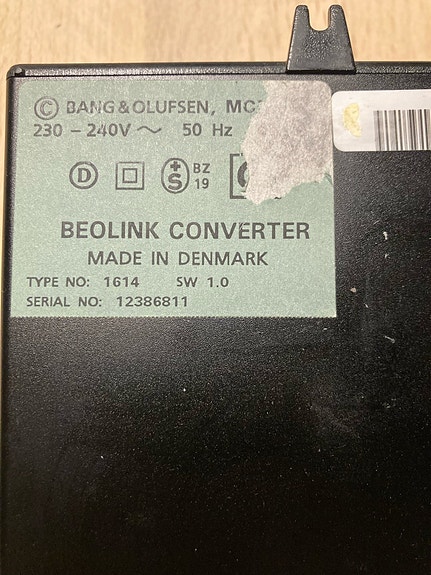 © BANG & OLUFSEN,
230 – 240V ~ 50 Hz
D + S BZ
19
BEOLINK CONVERTER
MADE IN DENMARK
TYPE NO: 1614 SW 1.0
SERIAL NO: 12386811